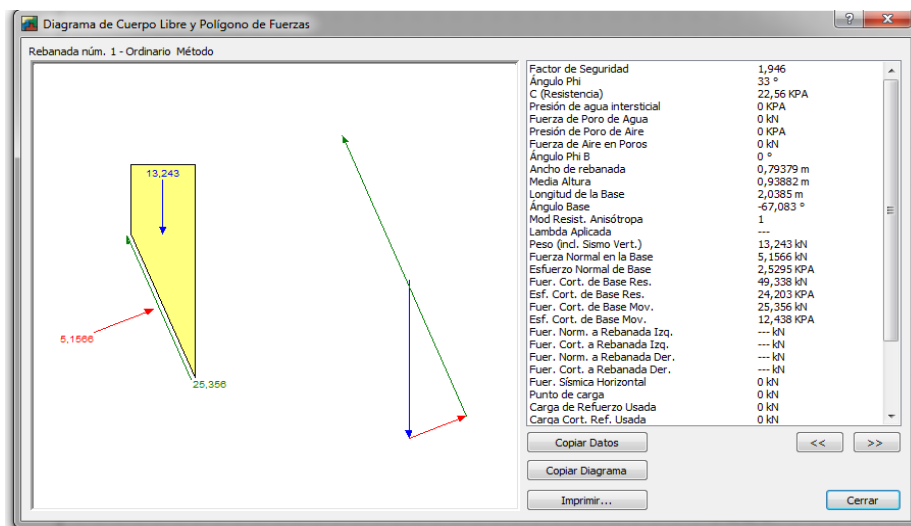 Diagrama de Cuerpo Libre y Polígono de Fuerzas
Rebanada núm. 1 - Ordinario Método
13,243
5,1566
25,356
Factor de Seguridad 1,946
Ángulo Phi 33 °
C (Resistencia) 22,56 KPA
Presión de agua intersticial 0 KPA
Fuerza de Poro de Agua 0 kN
Presión de Poro de Aire 0 KPA
Fuerza de Aire en Poros 0 kN
Ángulo Phi B 0 °
Ancho de rebanada 0,79379 m
Media Altura 0,93882 m
Longitud de la Base 2,0385 m
Ángulo Base -67,083 °
Mod Resist. Anisótropa 1
Lambda Aplicada ---
Peso (incl. Sismo Vert.) 13,243 kN
Fuerza Normal en la Base 5,1566 kN
Esfuerzo Normal de Base 2,5295 KPA
Fuer. Cort. de Base Res. 49,338 kN
Esf. Cort. de Base Res. 24,203 KPA
Fuer. Cort. de Base Mov. 25,356 kN
Esf. Cort. de Base Mov. 12,438 KPA
Fuer. Norm. a Rebanada Izq. --- kN
Fuer. Cort. a Rebanada Izq. --- kN
Fuer. Norm. a Rebanada Der. --- kN
Fuer. Cort. a Rebanada Der. --- kN
Fuer. Sísmica Horizontal 0 kN
Punto de carga 0 kN
Carga de Refuerzo Usada 0 kN
Carga Cort. Ref. Usada 0 kN
Copiar Datos << >>
Copiar Diagrama
Imprimir... Cerrar